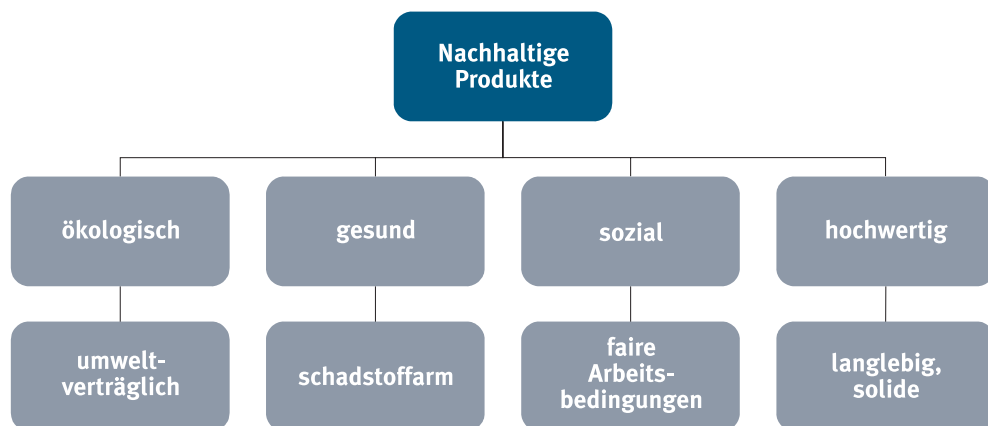 Nachhaltige
Produkte
ökologisch
gesund
sozial
hochwertig
umwelt-
verträglich
schadstoffarm
faire
Arbeits-
bedingungen
langlebig,
solide